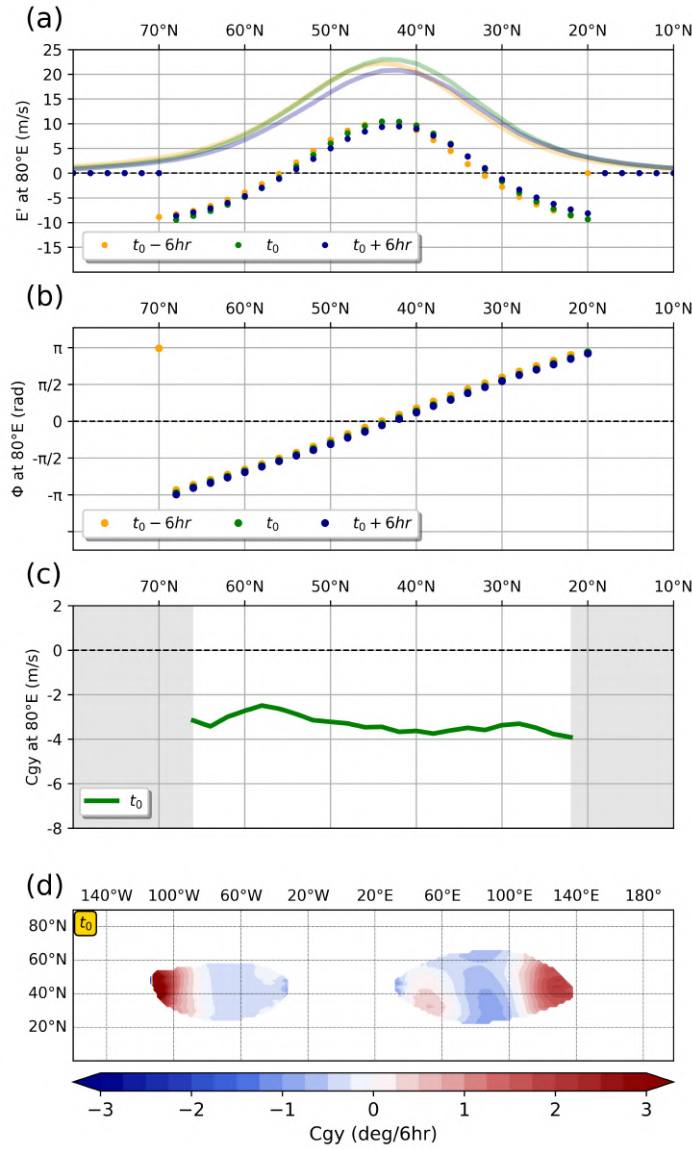 (a)
70°N 60°N 50°N 40°N 30°N 20°N 10°N
25
20
15
10
5
0
-5
-10
-15
E' at 80°E (m/s)
t₀ − 6hr t₀ t₀ + 6hr
(b)
70°N 60°N 50°N 40°N 30°N 20°N 10°N
π
π/2
0
-π/2
-π
Φ at 80°E (rad)
t₀ − 6hr t₀ t₀ + 6hr
(c)
70°N 60°N 50°N 40°N 30°N 20°N 10°N
2
0
-2
-4
-6
-8
Cgy at 80°E (m/s)
t₀
(d)
140°W 100°W 60°W 20°W 20°E 60°E 100°E 140°E 180°
t₀
80°N
60°N
40°N
20°N
−3 −2 −1 0 1 2 3
Cgy (deg/6hr)